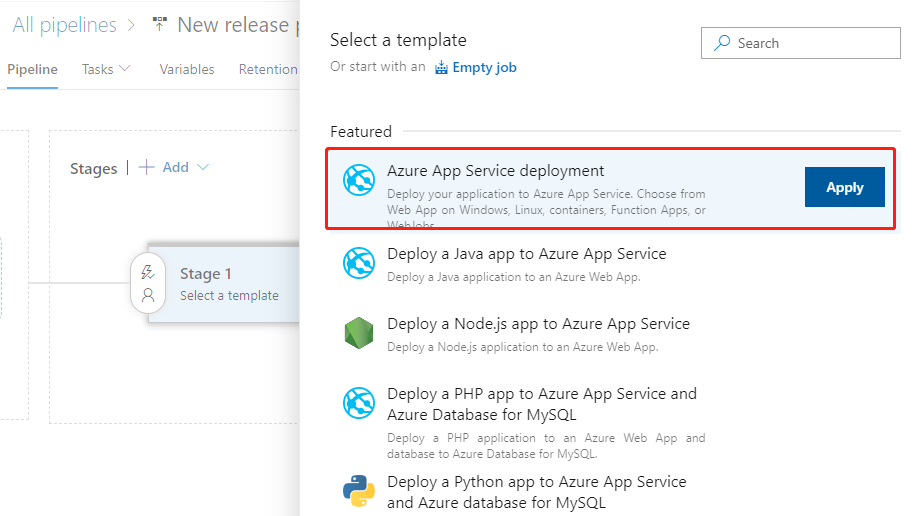 All pipelines > New release p
Pipeline Tasks Variables Retention
Stages | + Add
Stage 1
Select a template
Select a template
Or start with an Empty job
Search
Featured
Azure App Service deployment
Deploy your application to Azure App Service. Choose from
Web App on Windows, Linux, containers, Function Apps, or
WebJobs.
Apply
Deploy a Java app to Azure App Service
Deploy a Java application to an Azure Web App.
Deploy a Node.js app to Azure App Service
Deploy a Node.js application to an Azure Web App.
Deploy a PHP app to Azure App Service and
Azure Database for MySQL
Deploy a PHP application to an Azure Web App and
database to Azure Database for MySQL.
Deploy a Python app to Azure App Service
and Azure database for MySQL